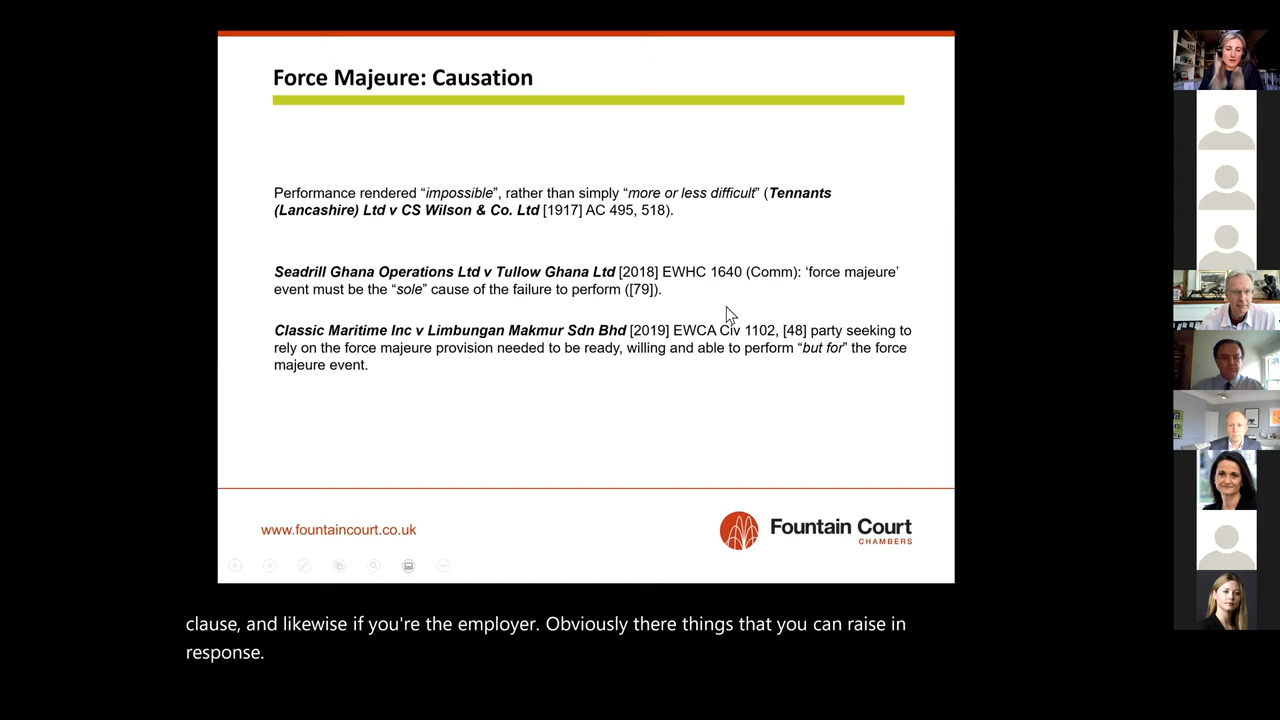 Force Majeure: Causation
Performance rendered “impossible”, rather than simply “more or less difficult” (Tennants
(Lancashire) Ltd v CS Wilson & Co. Ltd [1917] AC 495, 518).
Seadrill Ghana Operations Ltd v Tullow Ghana Ltd [2018] EWHC 1640 (Comm): ‘force majeure’
event must be the “sole” cause of the failure to perform ([79]).
Classic Maritime Inc v Limbungan Makmur Sdn Bhd [2019] EWCA Civ 1102, [48] party seeking to
rely on the force majeure provision needed to be ready, willing and able to perform “but for” the force
majeure event.
www.fountaincourt.co.uk
Fountain Court
CHAMBERS
clause, and likewise if you're the employer. Obviously there things that you can raise in
response.